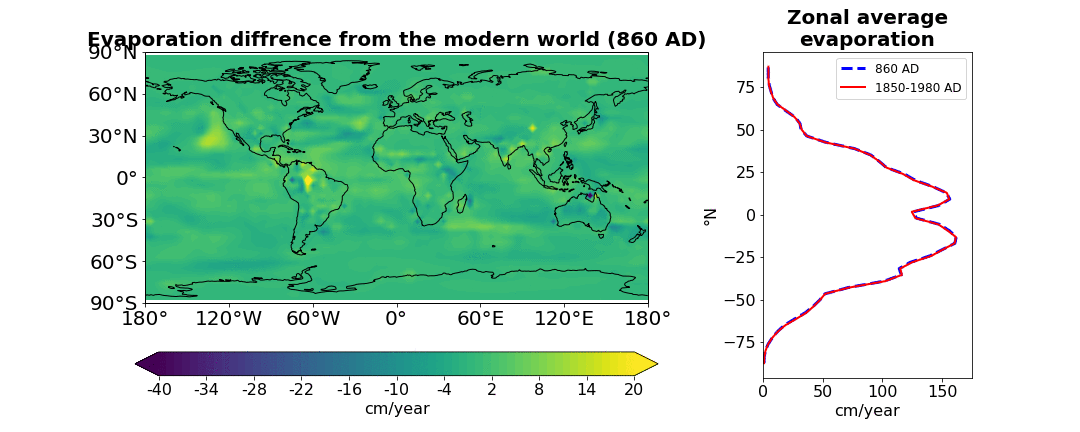 Evaporation diffrence from the modern world (860 AD)
90°N
60°N
30°N
0°
30°S
60°S
90°S
180° 120°W 60°W 0° 60°E 120°E 180°
-40 -34 -28 -22 -16 -10 -4 2 8 14 20
cm/year
Zonal average
evaporation
860 AD
1850-1980 AD
°N
75
50
25
0
−25
−50
−75
0 50 100 150
cm/year